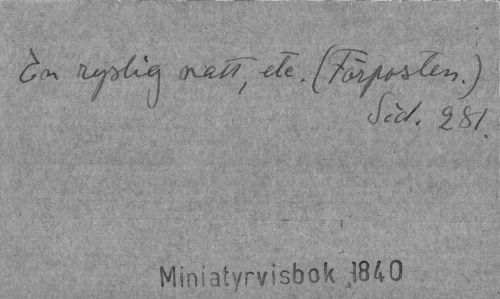 En ryslig natt, etc. (Förposten.)
Sid. 281.
Miniatyrvisbok 1840